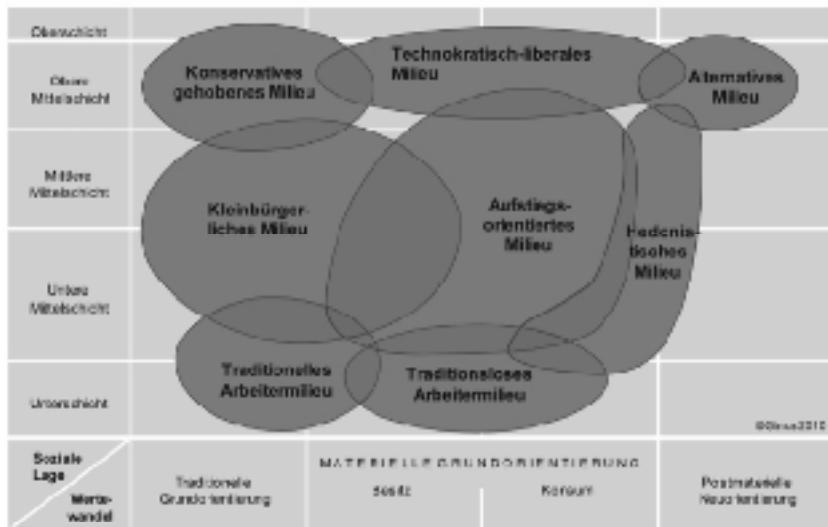 Oberschicht
Obere
Mittelschicht
Mittlere
Mittelschicht
Untere
Mittelschicht
Unterschicht
Konservatives
gehobenes Milieu
Technokratisch-liberales
Milieu
Alternatives
Milieu
Kleinbürger-
liches Milieu
Aufstiegs-
orientiertes
Milieu
Hedonis-
tisches
Milieu
Traditionelles
Arbeitermilieu
Traditionsloses
Arbeitermilieu
©Sinus2010
Soziale
Lage
Werte-
wandel
Traditionelle
Grundorientierung
MATERIELLE GRUNDORIENTIERUNG
Besitz
Konsum
Postmaterielle
Neuorientierung